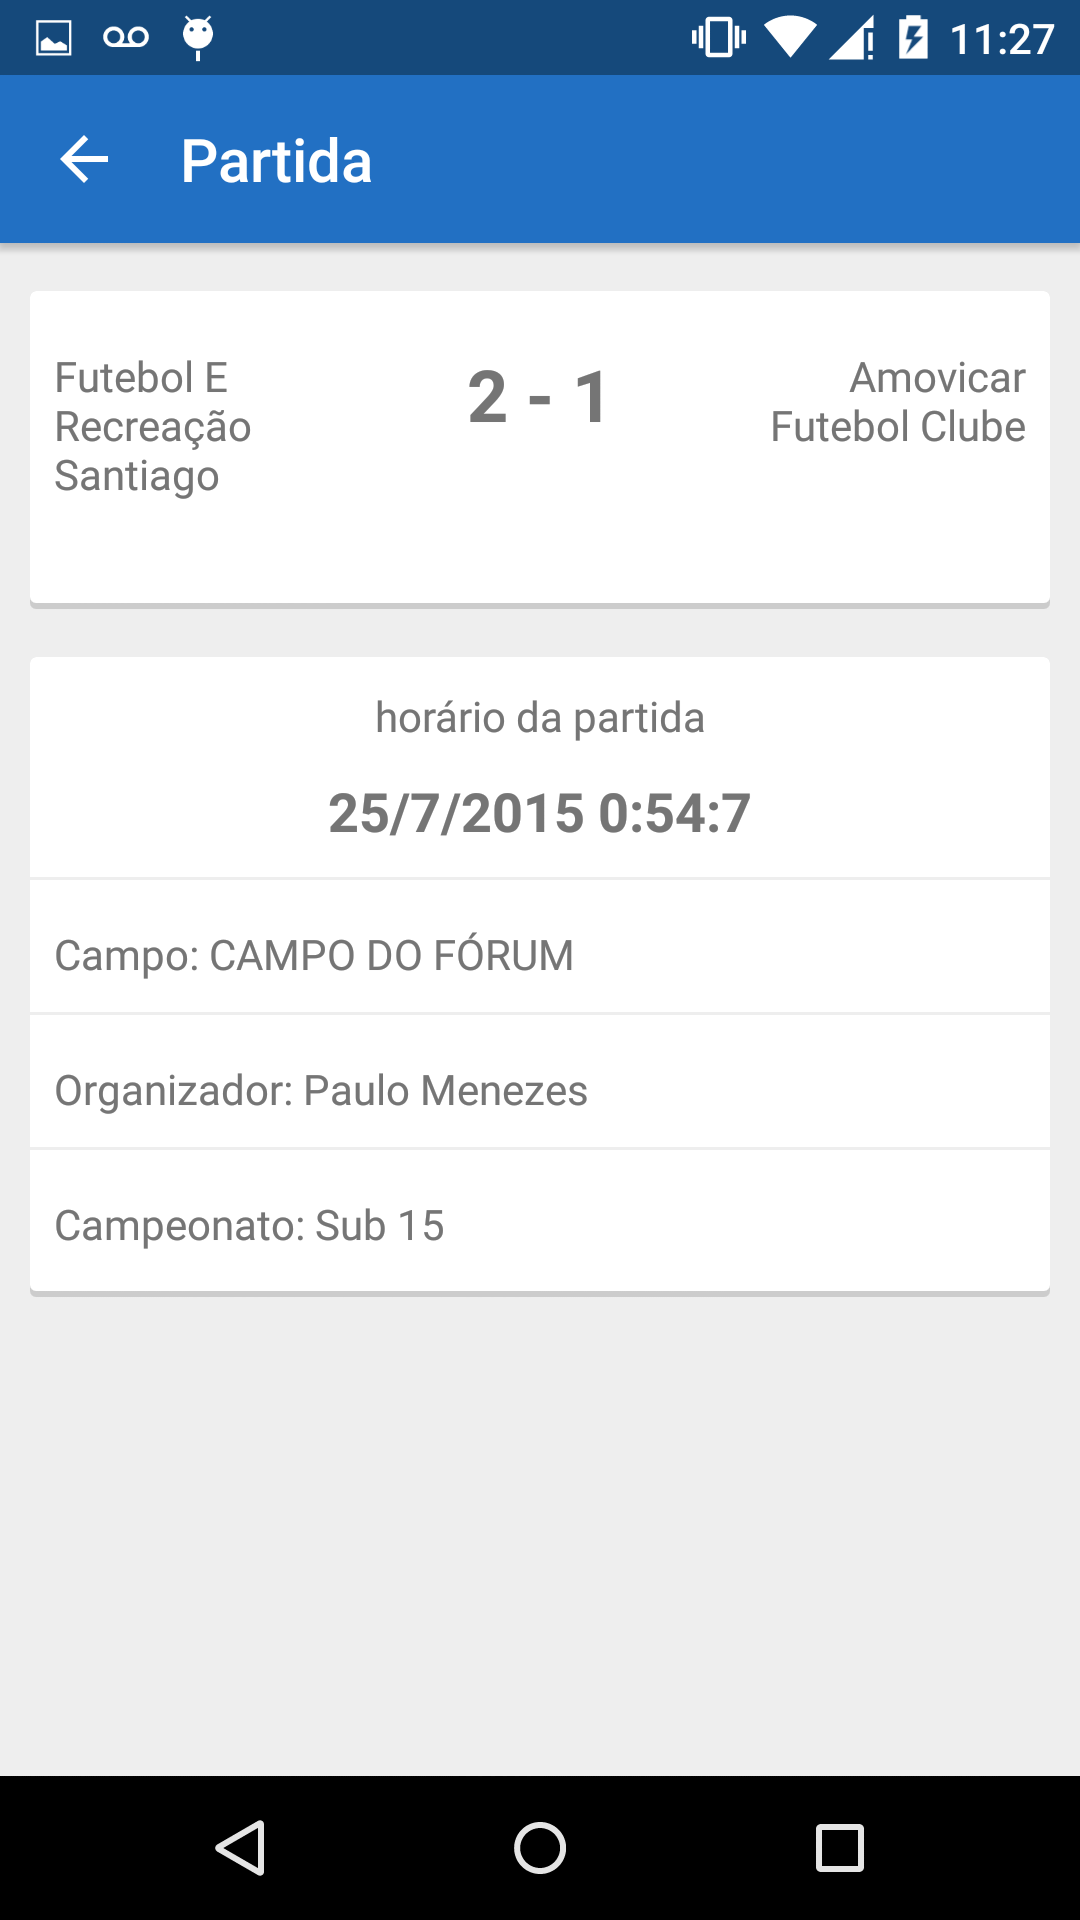 11:27
Partida
Futebol E
Recreação
Santiago
2 - 1
Amovicar
Futebol Clube
horário da partida
25/7/2015 0:54:7
Campo: CAMPO DO FÓRUM
Organizador: Paulo Menezes
Campeonato: Sub 15